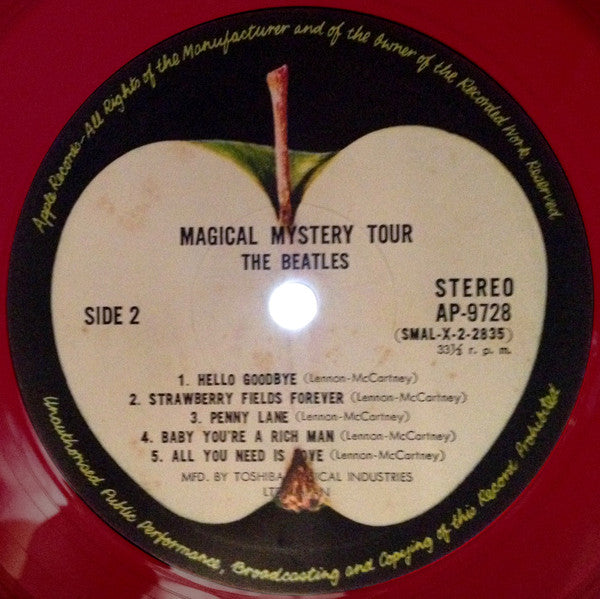 Apple Records-All Rights of the Manufacturer and of the Owner of the Recorded Work Reserved
MAGICAL MYSTERY TOUR
THE BEATLES
SIDE 2
STEREO
AP-9728
(SMAL-X-2-2835)
33⅓ r. p. m.
1. HELLO GOODBYE (Lennon-McCartney)
2. STRAWBERRY FIELDS FOREVER (Lennon-McCartney)
3. PENNY LANE (Lennon-McCartney)
4. BABY YOU'RE A RICH MAN (Lennon-McCartney)
5. ALL YOU NEED IS LOVE (Lennon-McCartney)
MFD. BY TOSHIBA INDUSTRIES
Unauthorised Public Performance, Broadcasting and Copying of this Record Prohibited